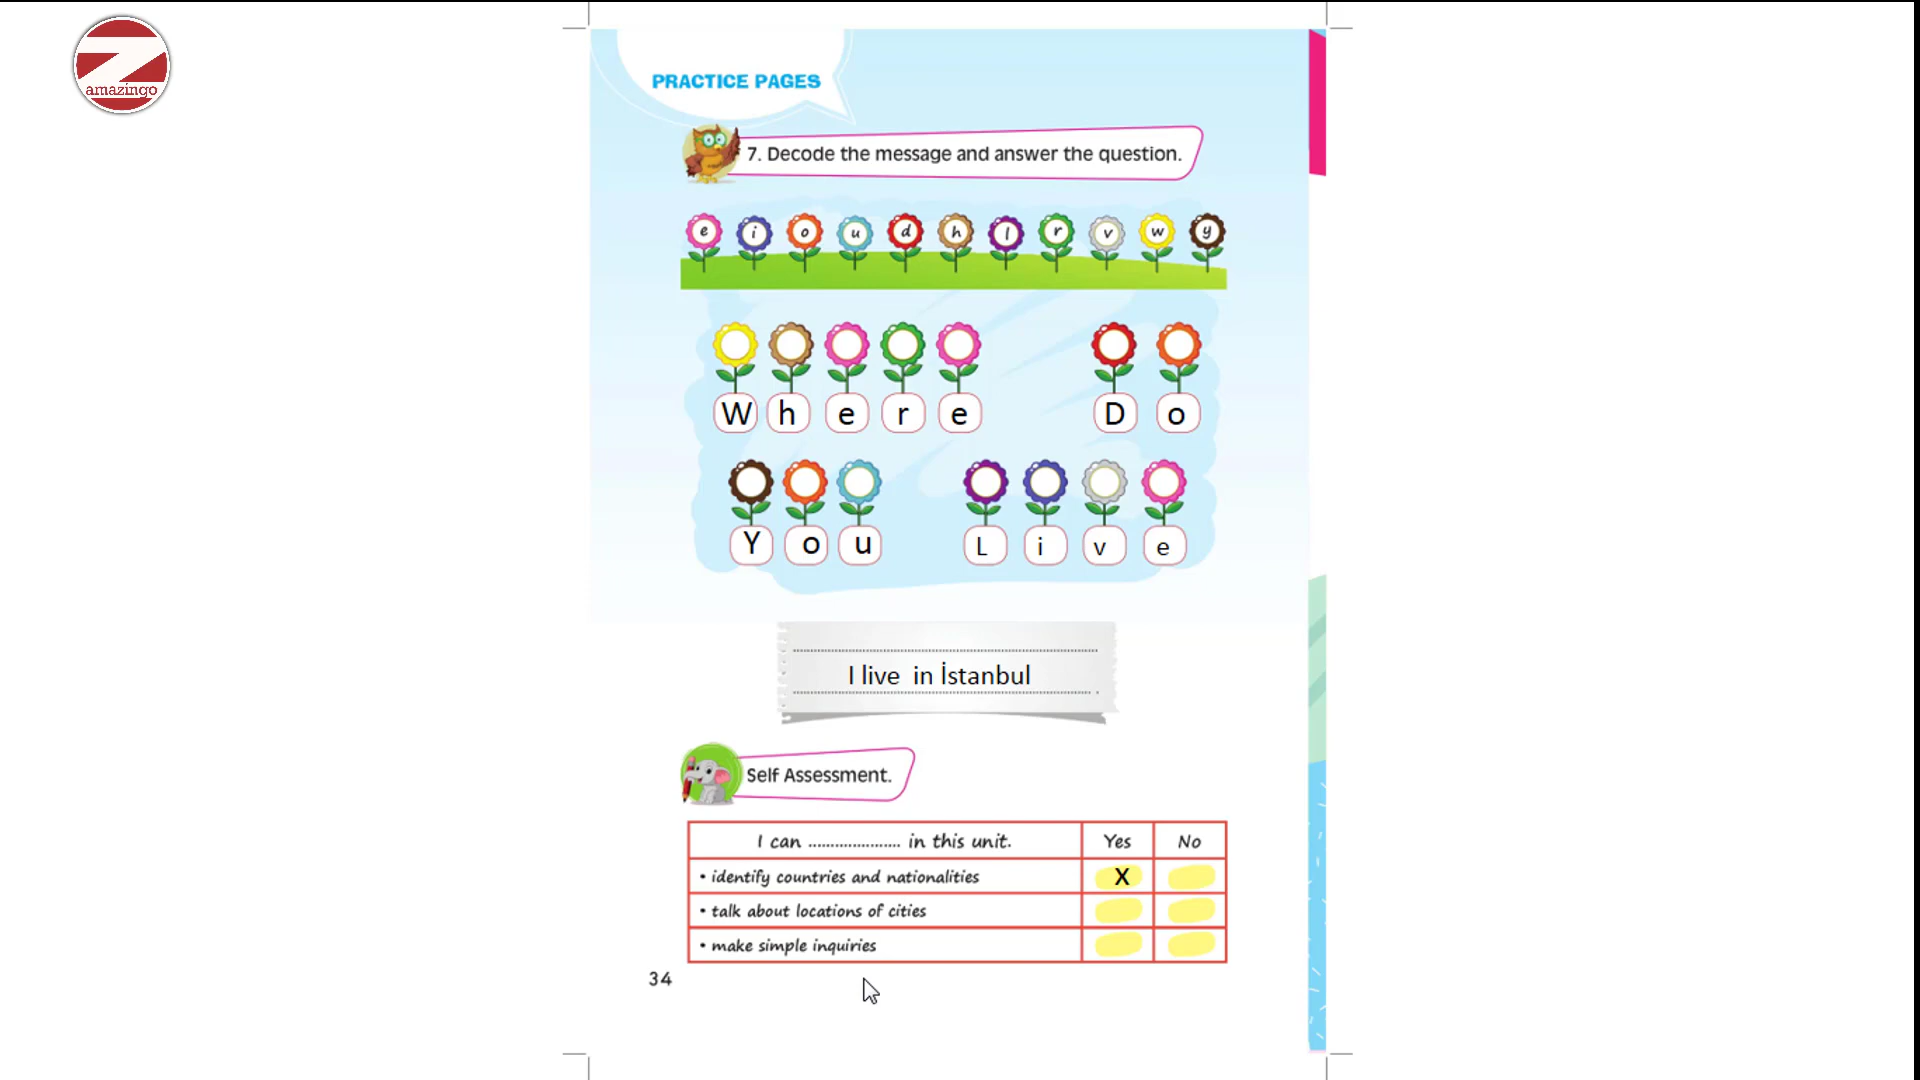 amazingo
PRACTICE PAGES
7. Decode the message and answer the question.
e i o u d h l r v w y
W h e r e D o
Y o u L i v e
I live in İstanbul
Self Assessment.
I can ..................... in this unit. Yes No
• identify countries and nationalities X
• talk about locations of cities
• make simple inquiries
34